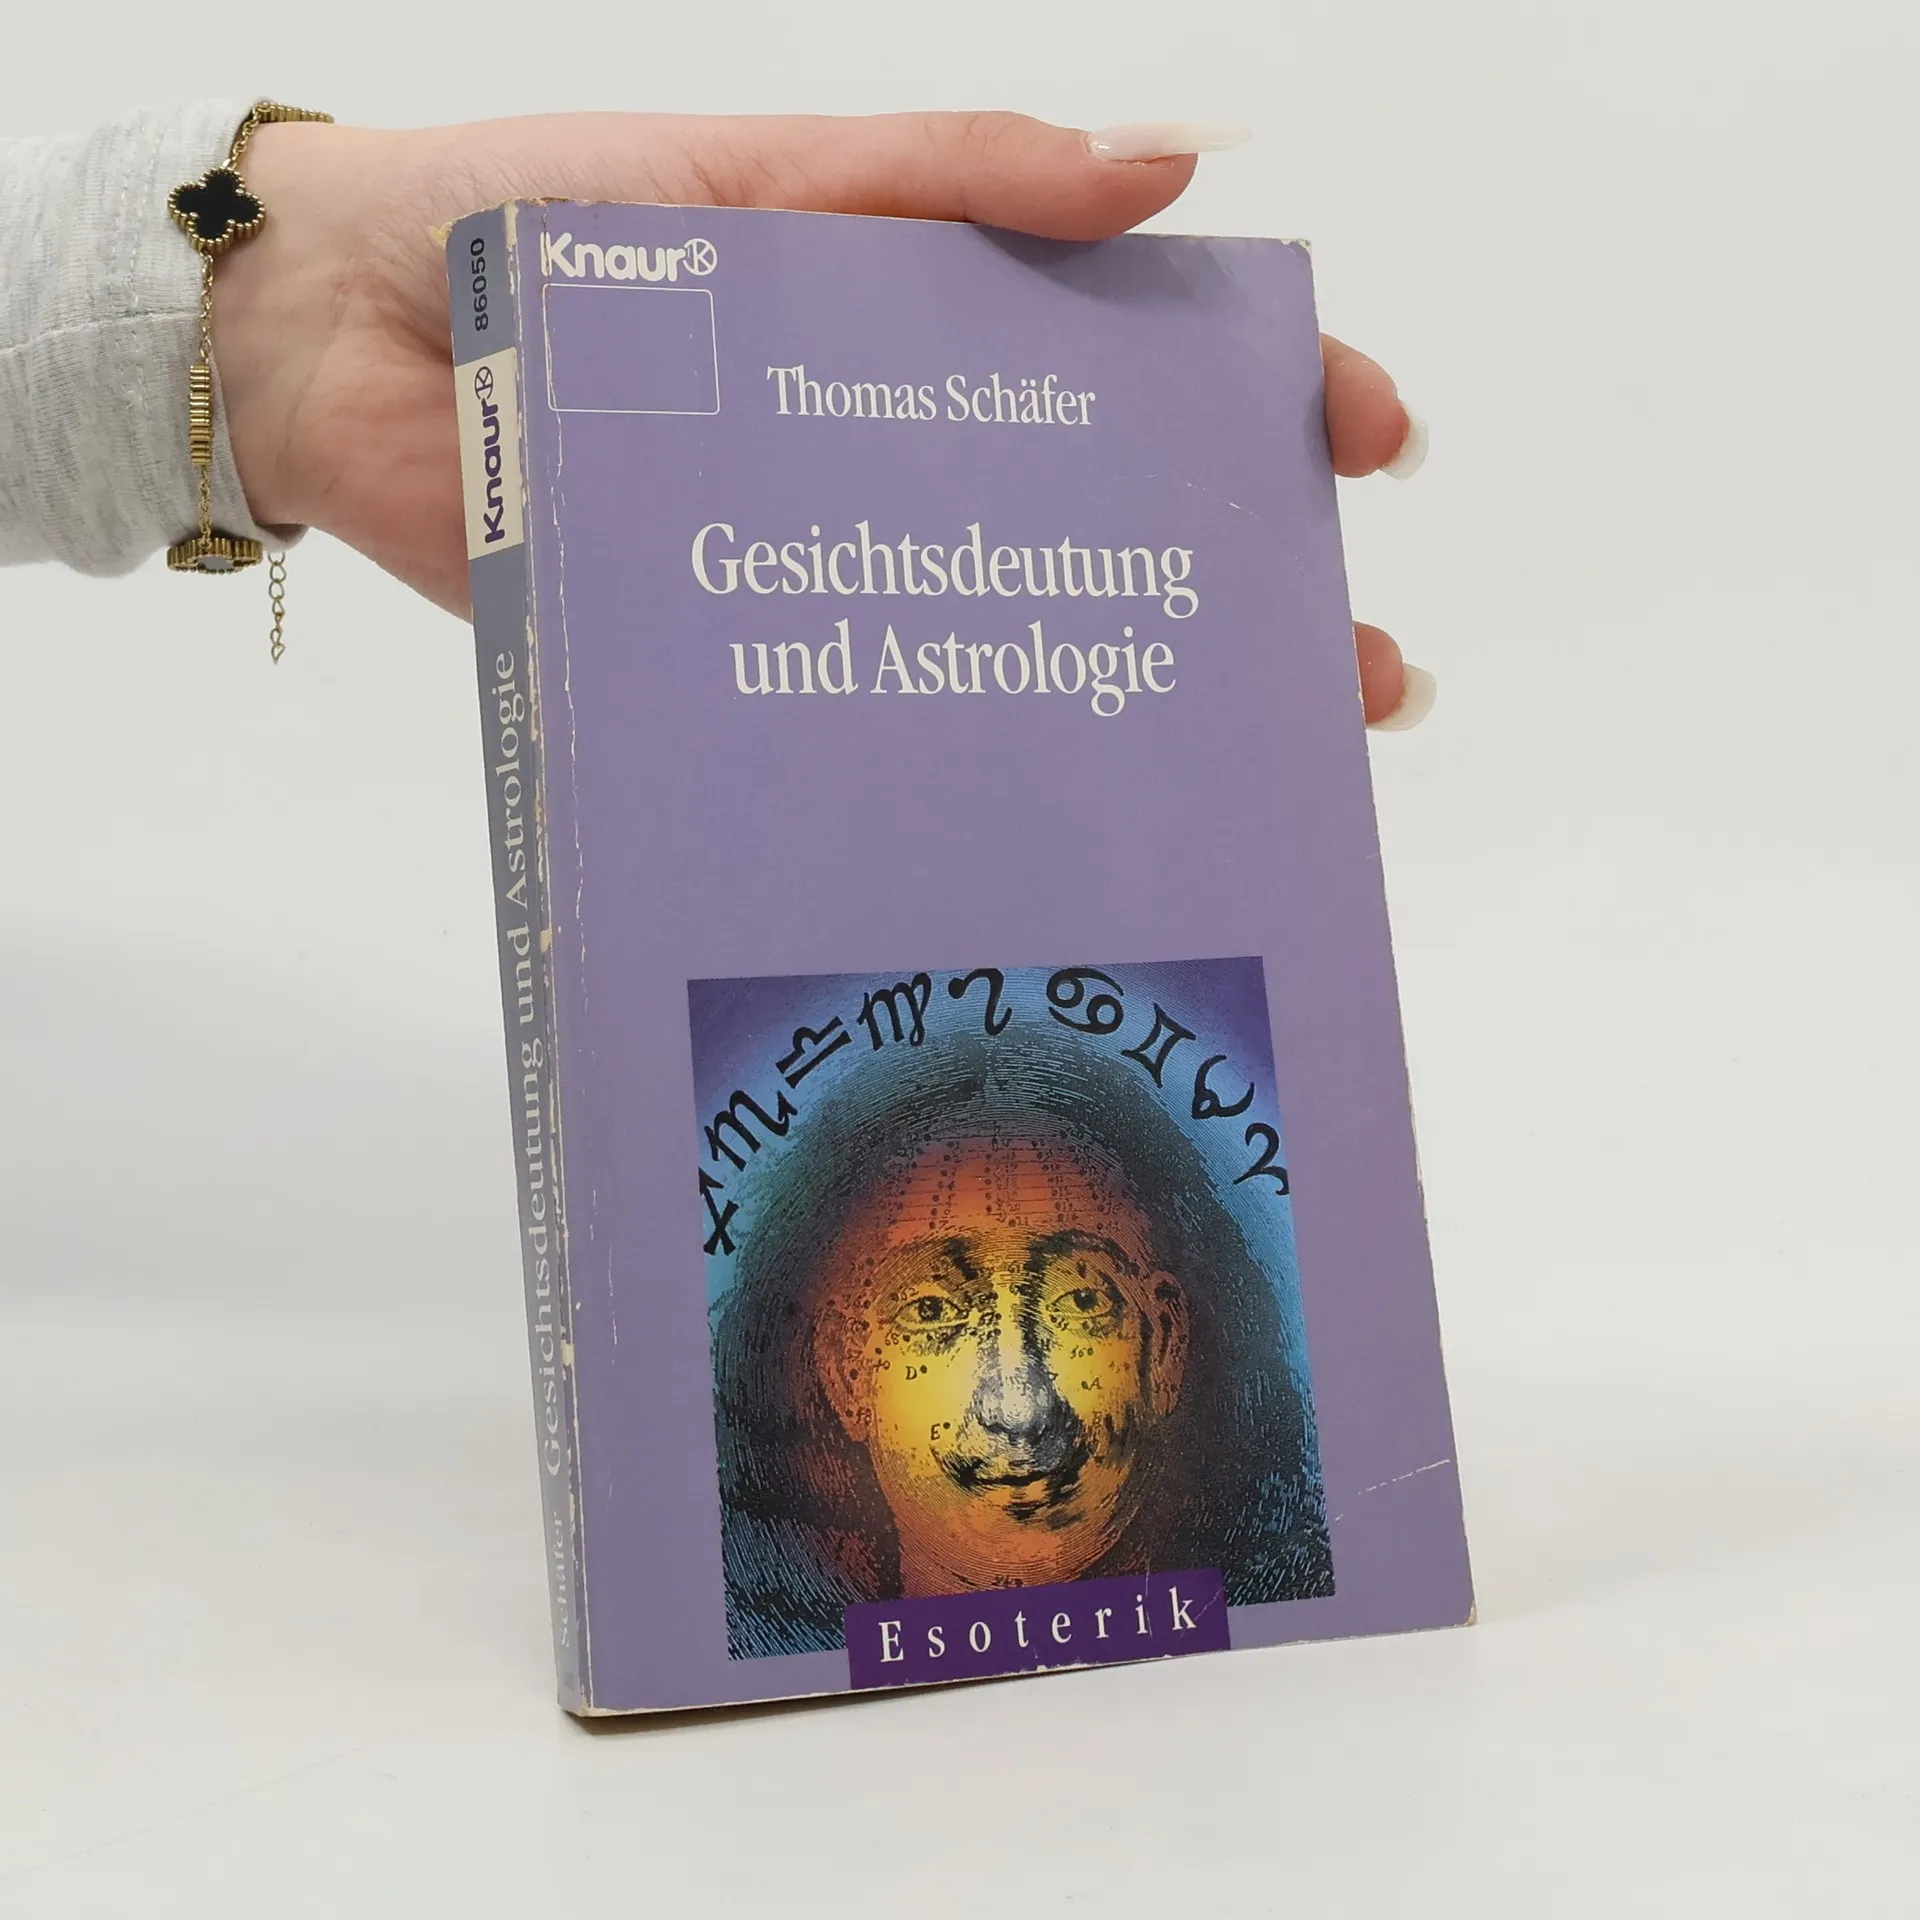 Knaur
Thomas Schäfer
Gesichtsdeutung
und Astrologie
Esoterik
86050
Knaur
Schäfer Gesichtsdeutung und Astrologie
D
E
A
B